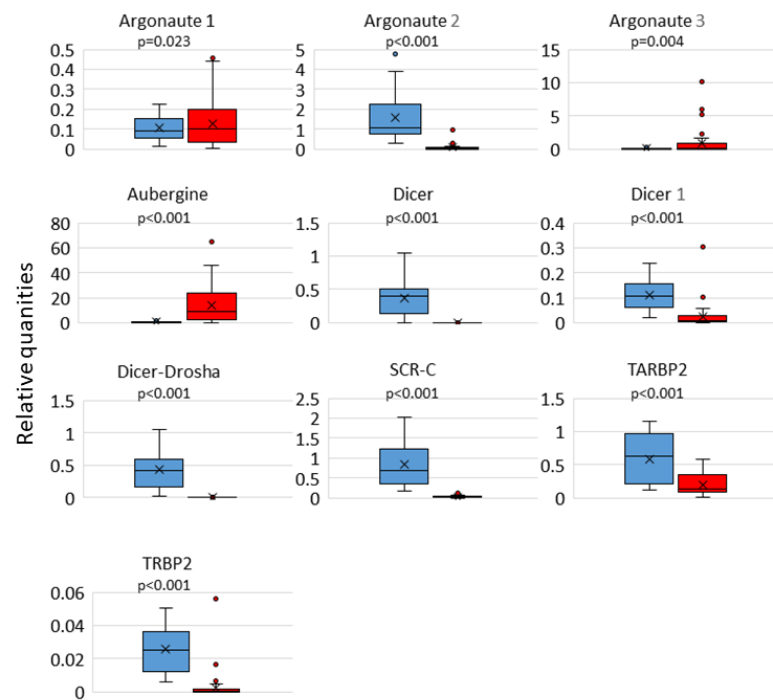 Argonaute 1
p=0.023
0.5
0.4
0.3
0.2
0.1
0
Argonaute 2
p<0.001
5
4
3
2
1
0
Argonaute 3
p=0.004
15
10
5
0
Aubergine
p<0.001
80
60
40
20
0
Dicer
p<0.001
1.5
1
0.5
0
Dicer 1
p<0.001
0.4
0.3
0.2
0.1
0
Relative quanities
Dicer-Drosha
p<0.001
1.5
1
0.5
0
SCR-C
p<0.001
2.5
2
1.5
1
0.5
0
TARBP2
p<0.001
1.5
1
0.5
0
TRBP2
p<0.001
0.06
0.04
0.02
0